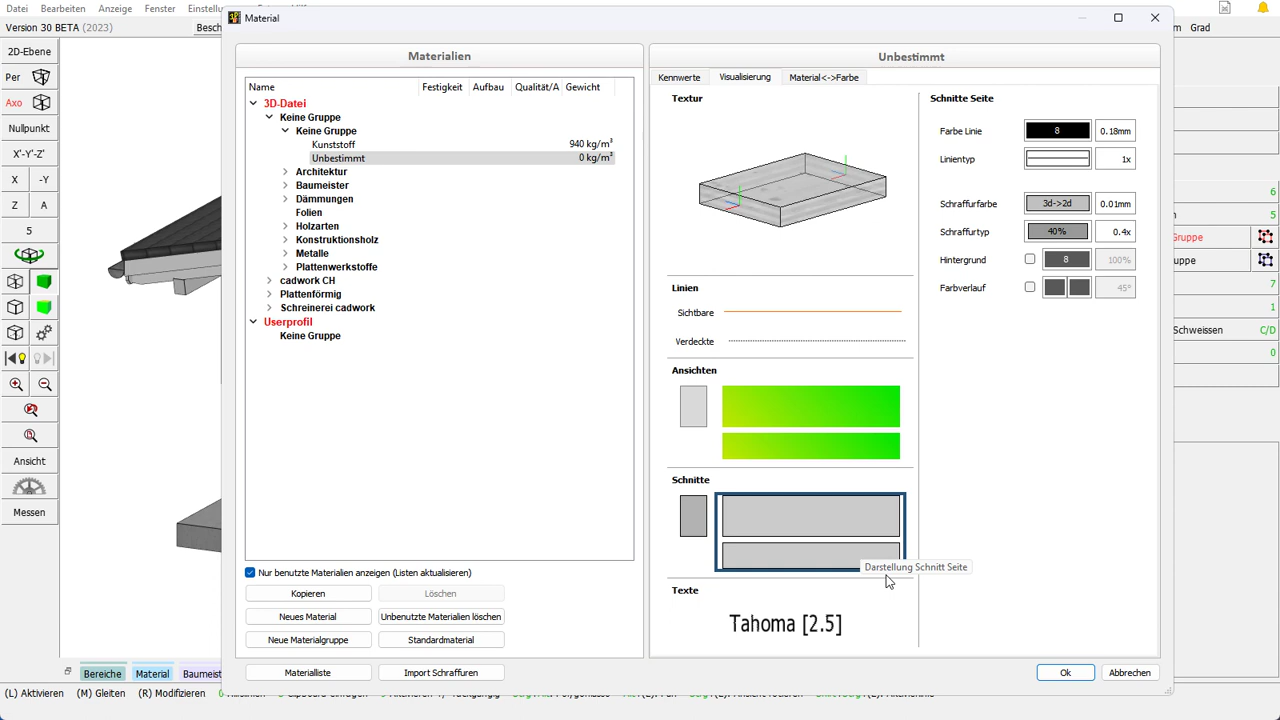 Datei Bearbeiten Anzeige Fenster Einstellu
Version 30 BETA (2023) Besch
Material
m Grad
2D-Ebene
Per
Axo
Nullpunkt
X'-Y'-Z'
X -Y
Z A
5
Ansicht
Messen
Materialien
Name Festigkeit Aufbau Qualität/A Gewicht
3D-Datei
Keine Gruppe
Keine Gruppe
Kunststoff 940 kg/m³
Unbestimmt 0 kg/m³
Architektur
Baumeister
Dämmungen
Folien
Holzarten
Konstruktionsholz
Metalle
Plattenwerkstoffe
cadwork CH
Plattenförmig
Schreinerei cadwork
Userprofil
Keine Gruppe
Nur benutzte Materialien anzeigen (Listen aktualisieren)
Kopieren Löschen
Neues Material Unbenutzte Materialien löschen
Neue Materialgruppe Standardmaterial
Materialliste Import Schraffuren
Unbestimmt
Kennwerte Visualisierung Material<->Farbe
Textur
Linien
Sichtbare
Verdeckte
Ansichten
Schnitte
Darstellung Schnitt Seite
Texte
Tahoma [2.5]
Schnitte Seite
Farbe Linie 8 0.18mm
Linientyp 1x
Schraffurfarbe 3d->2d 0.01mm
Schraffurtyp 40% 0.4x
Hintergrund 8 100%
Farbverlauf 45°
Ok Abbrechen
6
5
Gruppe
uppe
7
1
Schweissen C/D
0
Bereiche Material Baumeist
(L) Aktivieren (M) Gleiten (R) Modifizieren